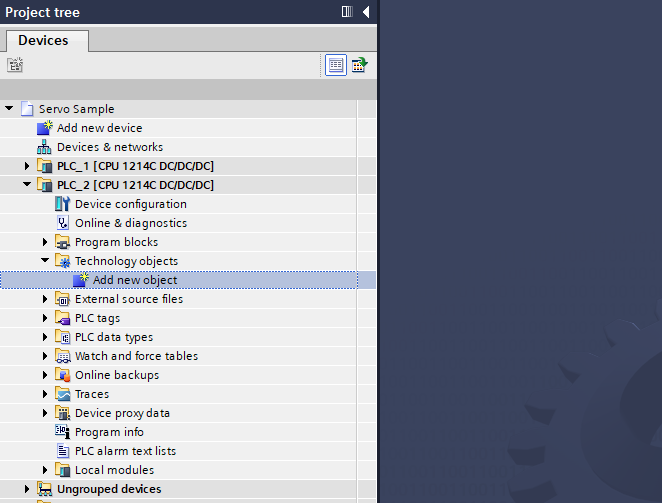 Project tree
Devices
Servo Sample
Add new device
Devices & networks
PLC_1 [CPU 1214C DC/DC/DC]
PLC_2 [CPU 1214C DC/DC/DC]
Device configuration
Online & diagnostics
Program blocks
Technology objects
Add new object
External source files
PLC tags
PLC data types
Watch and force tables
Online backups
Traces
Device proxy data
Program info
PLC alarm text lists
Local modules
Ungrouped devices